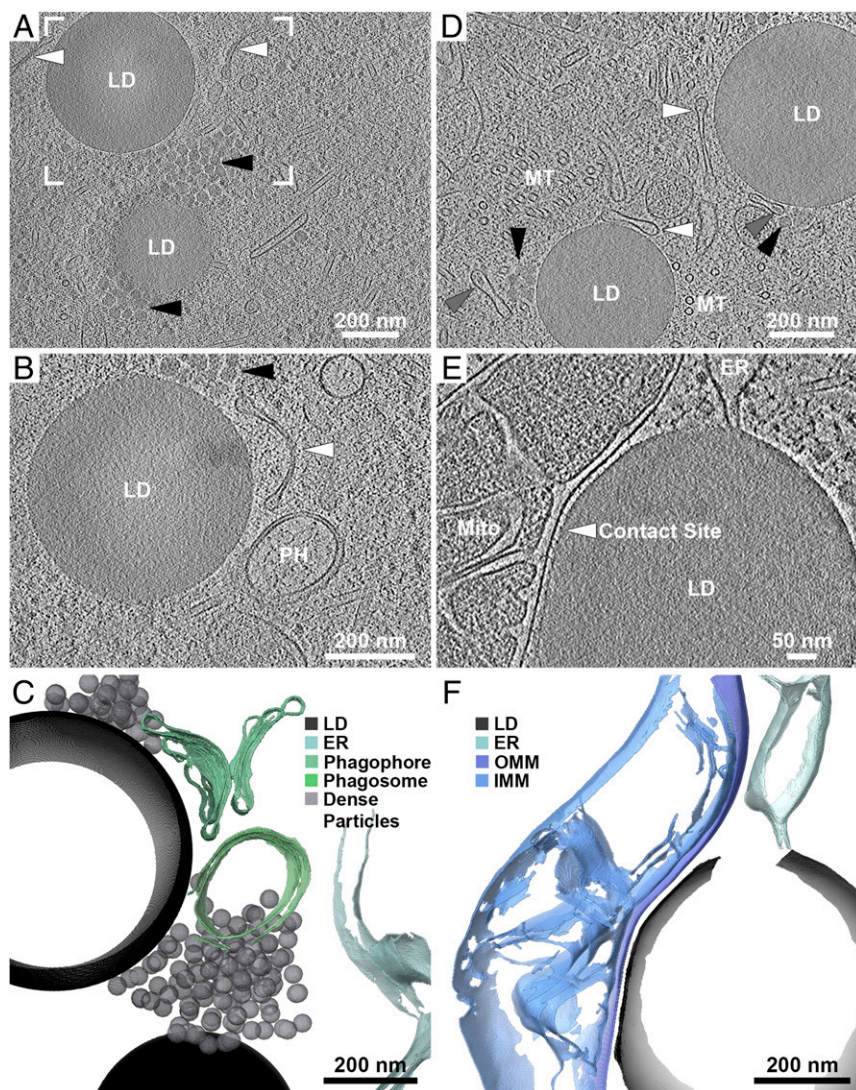 A
LD
LD
200 nm
B
LD
PH
200 nm
C
LD
ER
Phagophore
Phagosome
Dense
Particles
200 nm
D
LD
MT
LD
MT
200 nm
E
ER
Mito
Contact Site
LD
50 nm
F
LD
ER
OMM
IMM
200 nm